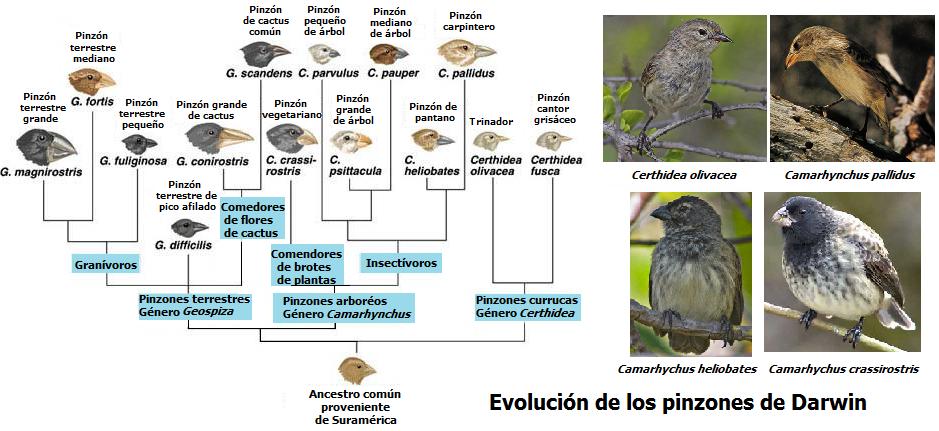 Pinzón
de cactus
común
G. scandens
Pinzón
pequeño
de árbol
C. parvulus
Pinzón
mediano
de árbol
C. pauper
Pinzón
carpintero
C. pallidus
Pinzón
terrestre
mediano
G. fortis
Pinzón
terrestre
grande
G. magnirostris
Pinzón
terrestre
pequeño
G. fuliginosa
Pinzón grande
de cactus
G. conirostris
Pinzón
vegetariano
C. crassi-
rostris
Pinzón
grande
de árbol
C.
psittacula
Pinzón de
pantano
C.
heliobates
Trinador
Certhidea
olivacea
Pinzón
cantor
grisáceo
Certhidea
fusca
Pinzón
terrestre de
pico afilado
G. difficilis
Comedores
de flores
de cactus
Granívoros
Comendores
de brotes
de plantas
Insectívoros
Pinzones terrestres
Género Geospiza
Pinzones arboréos
Género Camarhynchus
Pinzones currucas
Género Certhidea
Ancestro común
proveniente
de Suramérica
Certhidea olivacea
Camarhynchus pallidus
Camarhychus heliobates
Camarhychus crassirostris
Evolución de los pinzones de Darwin